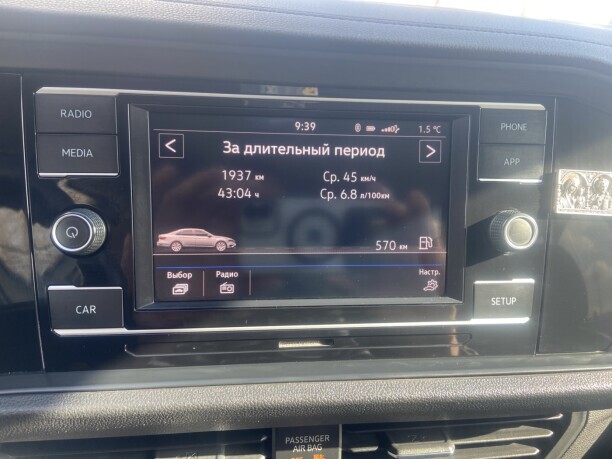 RADIO
MEDIA
CAR
PHONE
APP
SETUP
9:39
1.5 °C
<
За длительный период
>
1937 км
Ср. 45 км/ч
43:04 ч
Ср. 6.8 л/100км
570 км
Выбор
Радио
Настр.
PASSENGER
AIR BAG